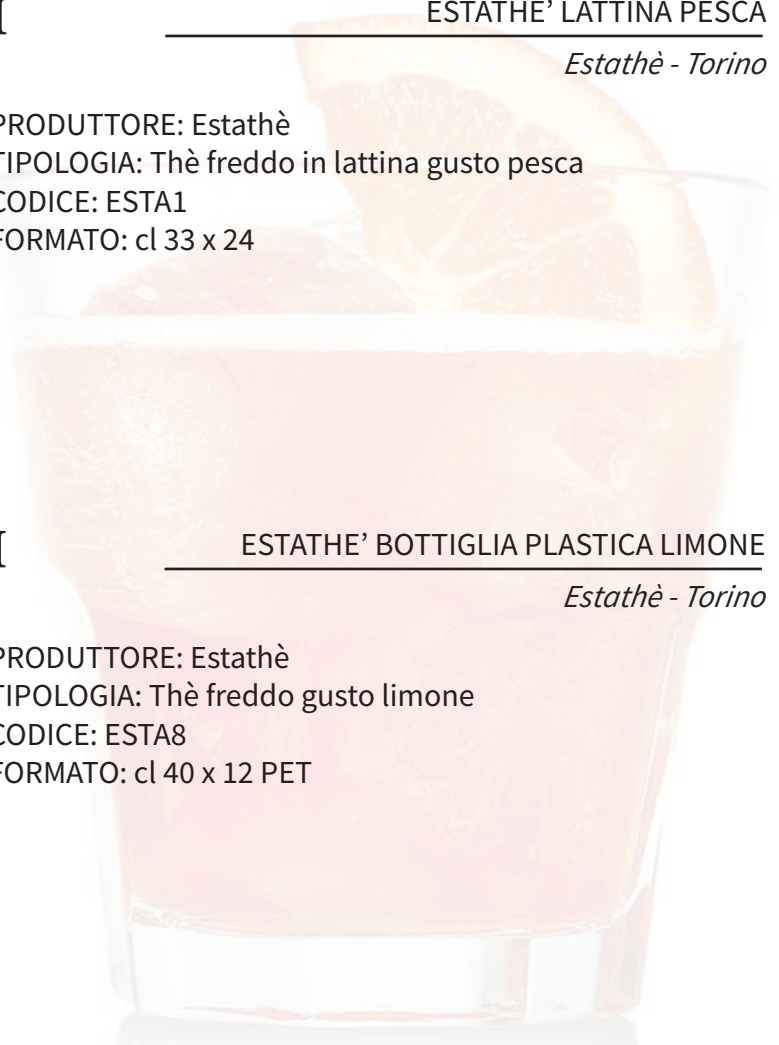 ESTATHE’ LATTINA PESCA
Estathè - Torino
PRODUTTORE: Estathè
TIPOLOGIA: Thè freddo in lattina gusto pesca
CODICE: ESTA1
FORMATO: cl 33 x 24
ESTATHE’ BOTTIGLIA PLASTICA LIMONE
Estathè - Torino
PRODUTTORE: Estathè
TIPOLOGIA: Thè freddo gusto limone
CODICE: ESTA8
FORMATO: cl 40 x 12 PET